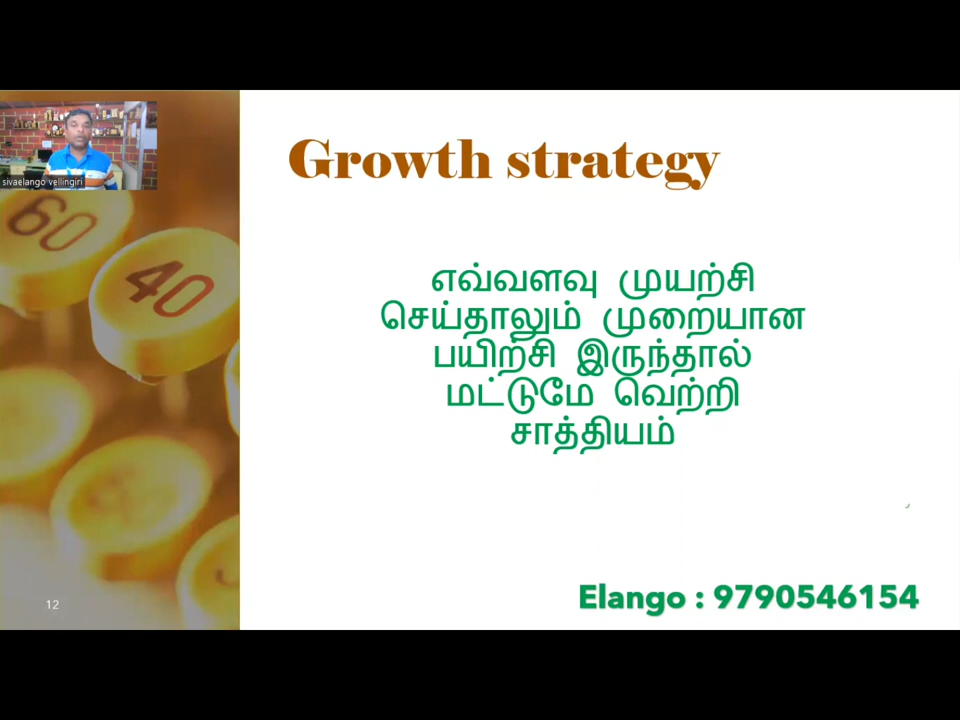 sivaelango vellingiri
60
40
Growth strategy
எவ்வளவு முயற்சி
செய்தாலும் முறையான
பயிற்சி இருந்தால்
மட்டுமே வெற்றி
சாத்தியம்
12
Elango : 9790546154